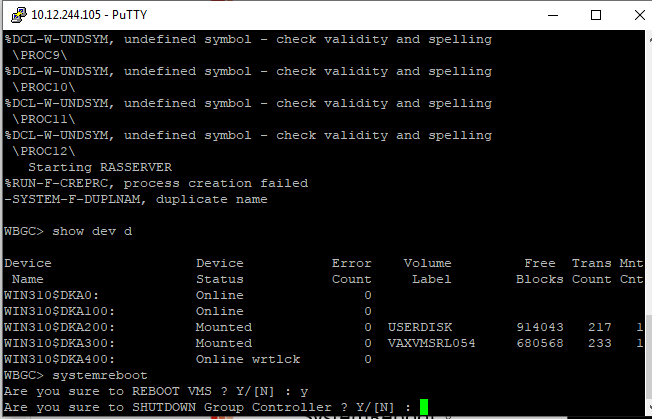 10.12.244.105 - PuTTY
%DCL-W-UNDSYM, undefined symbol - check validity and spelling
\PROC9\
%DCL-W-UNDSYM, undefined symbol - check validity and spelling
\PROC10\
%DCL-W-UNDSYM, undefined symbol - check validity and spelling
\PROC11\
%DCL-W-UNDSYM, undefined symbol - check validity and spelling
\PROC12\
Starting RASSERVER
%RUN-F-CREPRC, process creation failed
-SYSTEM-F-DUPLNAM, duplicate name
WBGC> show dev d
Device Device Error Volume Free Trans Mnt
Name Status Count Label Blocks Count Cnt
WIN310$DKA0: Online 0
WIN310$DKA100: Online 0
WIN310$DKA200: Mounted 0 USERDISK 914043 217 1
WIN310$DKA300: Mounted 0 VAXVMSRL054 680568 233 1
WIN310$DKA400: Online wrtlck 0
WBGC> systemreboot
Are you sure to REBOOT VMS ? Y/[N] : y
Are you sure to SHUTDOWN Group Controller ? Y/[N] :